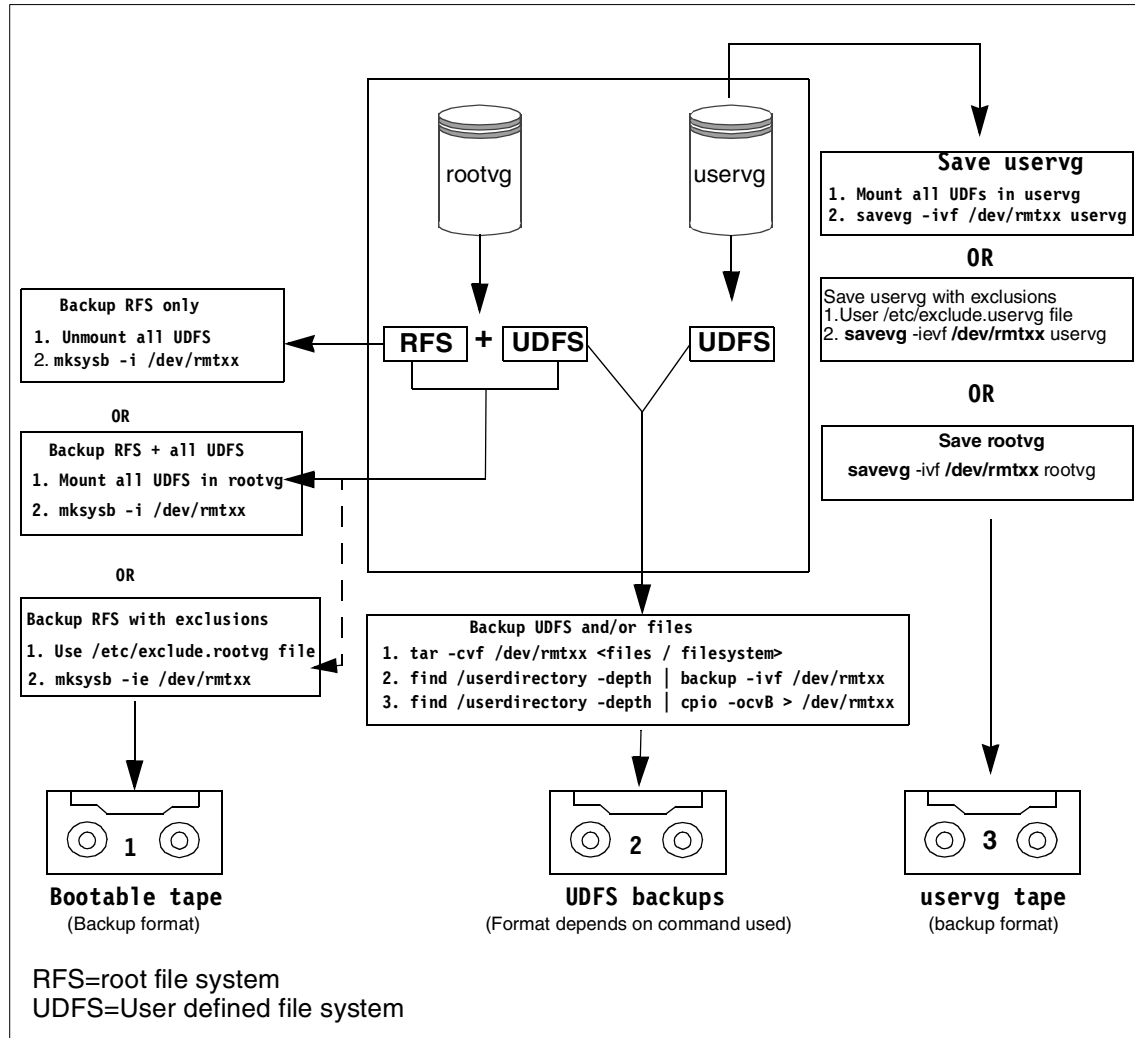 rootvg
uservg
Save uservg
1. Mount all UDFs in uservg
2. savevg -ivf /dev/rmtxx uservg
OR
Save uservg with exclusions
1.User /etc/exclude.uservg file
2. savevg -ievf /dev/rmtxx uservg
OR
Save rootvg
savevg -ivf /dev/rmtxx rootvg
RFS + UDFS
UDFS
Backup RFS only
1. Unmount all UDFS
2. mksysb -i /dev/rmtxx
OR
Backup RFS + all UDFS
1. Mount all UDFS in rootvg
2. mksysb -i /dev/rmtxx
OR
Backup RFS with exclusions
1. Use /etc/exclude.rootvg file
2. mksysb -ie /dev/rmtxx
Backup UDFS and/or files
1. tar -cvf /dev/rmtxx <files / filesystem>
2. find /userdirectory -depth | backup -ivf /dev/rmtxx
3. find /userdirectory -depth | cpio -ocvB > /dev/rmtxx
1
Bootable tape
(Backup format)
2
UDFS backups
(Format depends on command used)
3
uservg tape
(backup format)
RFS=root file system
UDFS=User defined file system